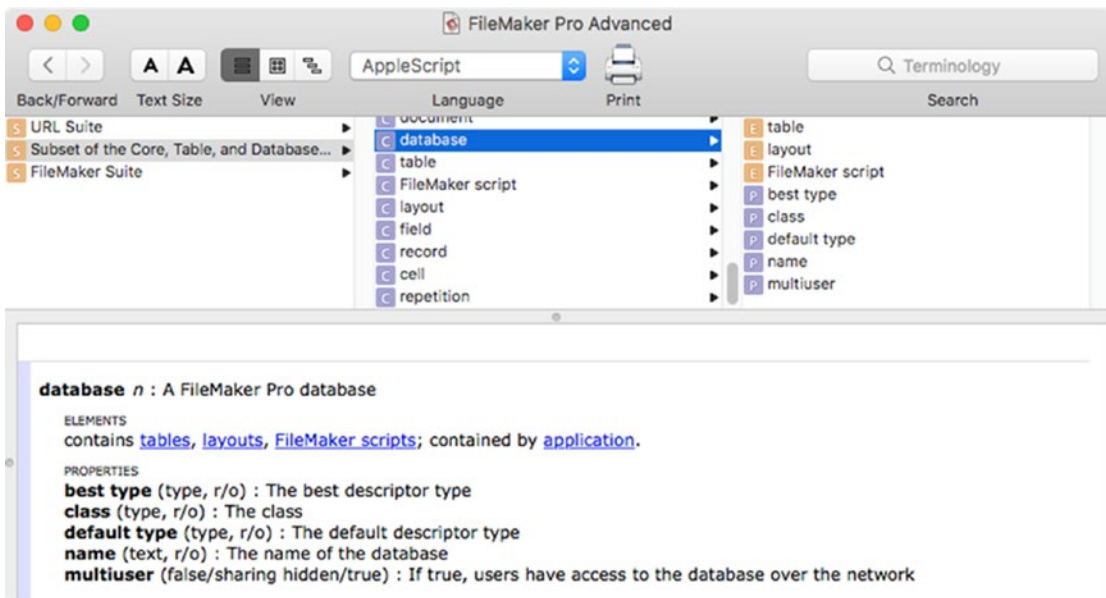 FileMaker Pro Advanced
A A
AppleScript
Terminology
Back/Forward Text Size View Language Print Search
S URL Suite
S Subset of the Core, Table, and Database...
S FileMaker Suite
C document
C database
C table
C FileMaker script
C layout
C field
C record
C cell
C repetition
E table
E layout
E FileMaker script
P best type
P class
P default type
P name
P multiuser
database n : A FileMaker Pro database
ELEMENTS
contains tables, layouts, FileMaker scripts; contained by application.
PROPERTIES
best type (type, r/o) : The best descriptor type
class (type, r/o) : The class
default type (type, r/o) : The default descriptor type
name (text, r/o) : The name of the database
multiuser (false/sharing hidden/true) : If true, users have access to the database over the network